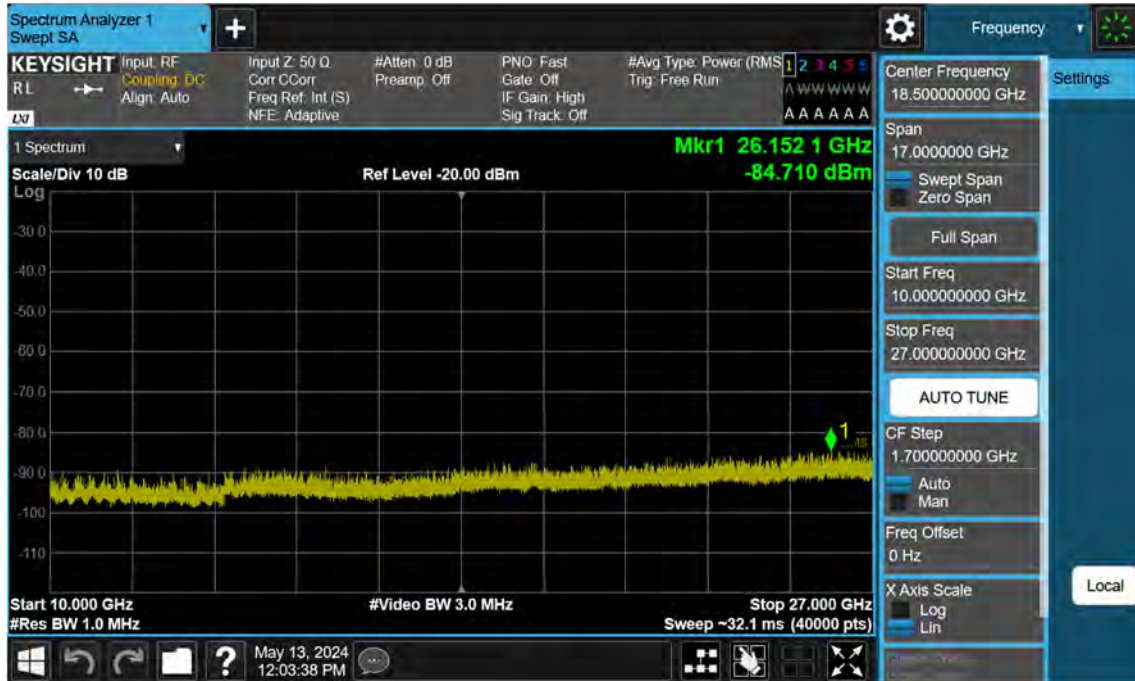 Spectrum Analyzer 1
Swept SA
+
Frequency
KEYSIGHT
RL
LXI
Input: RF
Coupling: DC
Align: Auto
Input Z: 50 Ω
Corr CCorr
Freq Ref: Int (S)
NFE: Adaptive
#Atten: 0 dB
Preamp: Off
PNO: Fast
Gate: Off
IF Gain: High
Sig Track: Off
#Avg Type: Power (RMS
Trig: Free Run
1 2 3 4 5 6
A W W W W W
A A A A A A
1 Spectrum
Scale/Div 10 dB
Ref Level -20.00 dBm
Mkr1 26.152 1 GHz
-84.710 dBm
Log
-30.0
-40.0
-50.0
-60.0
-70.0
-80.0
-90.0
-100
-110
1
Start 10.000 GHz
#Video BW 3.0 MHz
Stop 27.000 GHz
#Res BW 1.0 MHz
Sweep ~32.1 ms (40000 pts)
?
May 13, 2024
12:03:38 PM
Center Frequency
18.500000000 GHz
Settings
Span
17.0000000 GHz
Swept Span
Zero Span
Full Span
Start Freq
10.000000000 GHz
Stop Freq
27.000000000 GHz
AUTO TUNE
CF Step
1.700000000 GHz
Auto
Man
Freq Offset
0 Hz
X Axis Scale
Log
Lin
Local